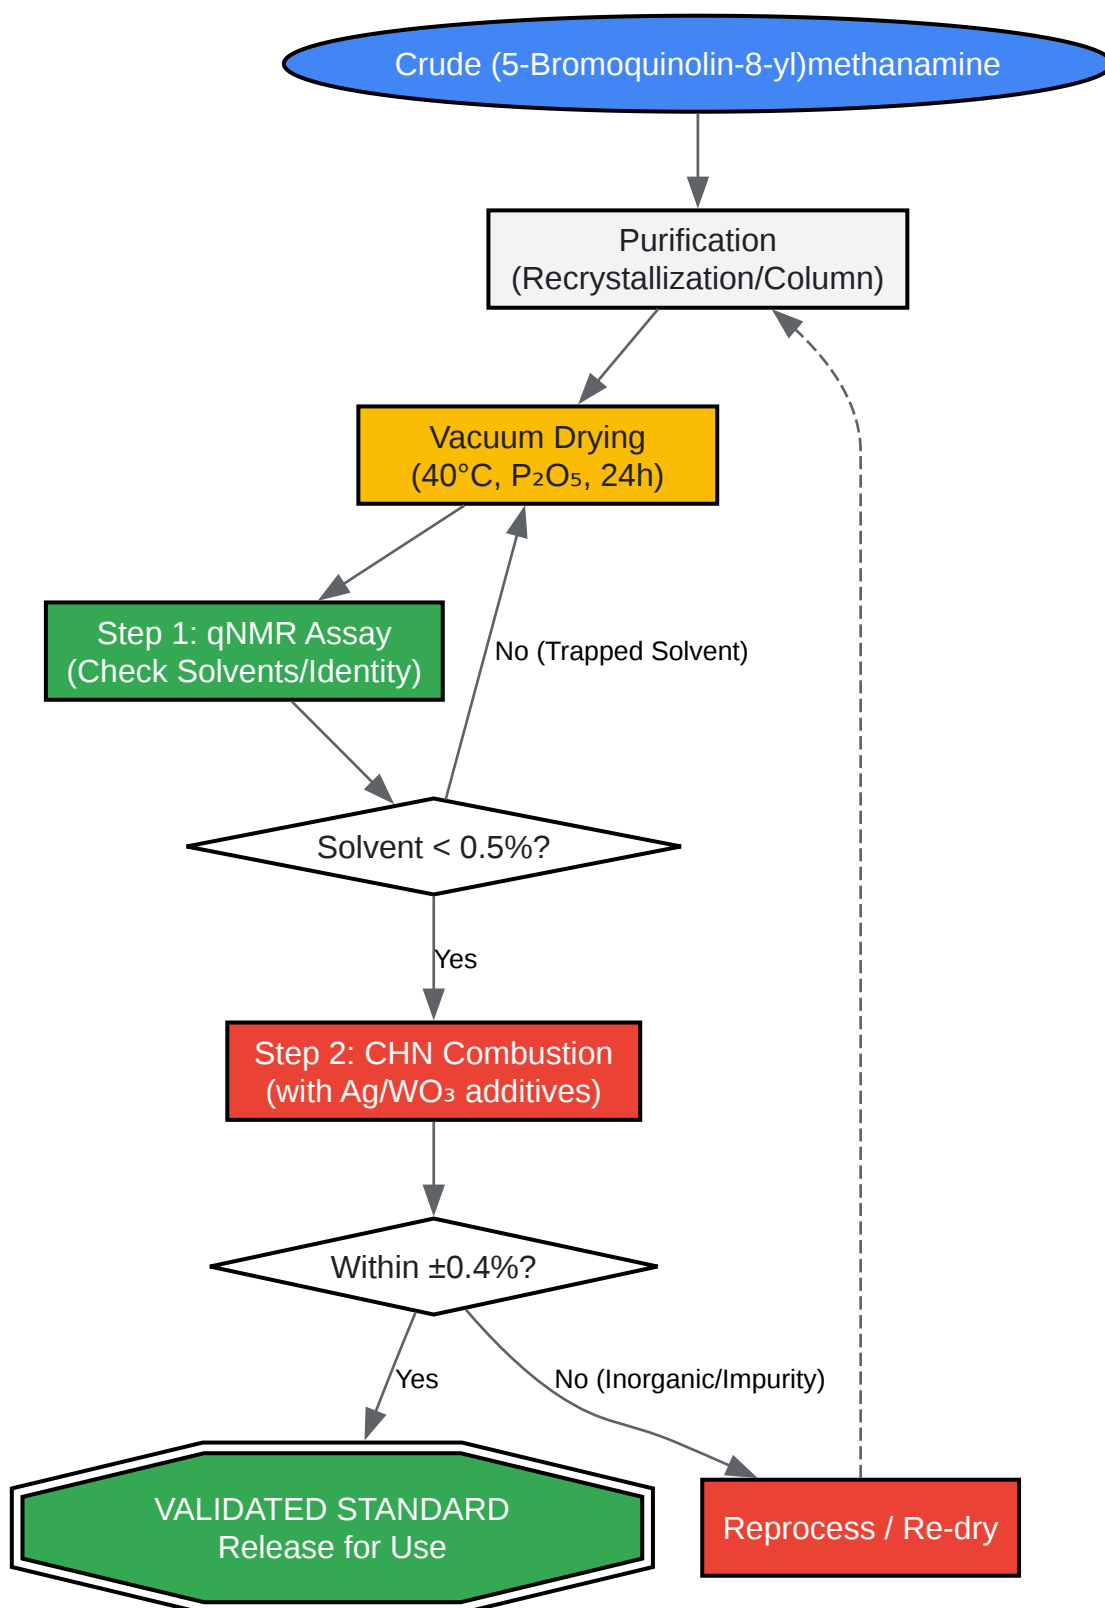 Crude (5-Bromoquinolin-8-yl)methanamine
Purification
(Recrystallization/Column)
Vacuum Drying
(40°C, P₂O₅, 24h)
Step 1: qNMR Assay
(Check Solvents/Identity)
No (Trapped Solvent)
Solvent < 0.5%?
Yes
Step 2: CHN Combustion
(with Ag/WO₃ additives)
Within ±0.4%?
Yes
No (Inorganic/Impurity)
VALIDATED STANDARD
Release for Use
Reprocess / Re-dry